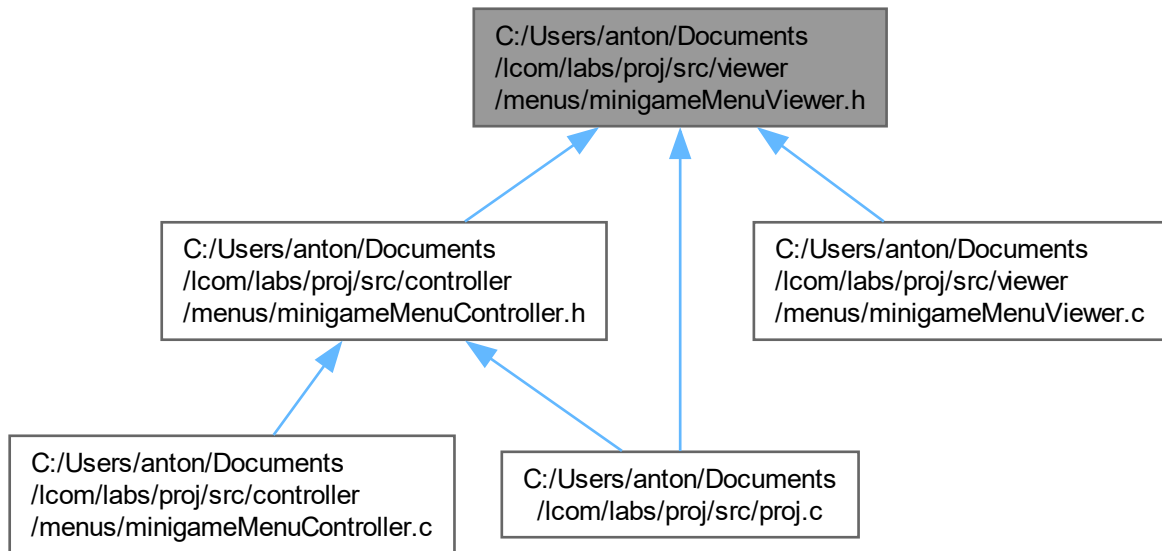 C:/Users/anton/Documents
/lcom/labs/proj/src/viewer
/menus/minigameMenuViewer.h
C:/Users/anton/Documents
/lcom/labs/proj/src/controller
/menus/minigameMenuController.h
C:/Users/anton/Documents
/lcom/labs/proj/src/viewer
/menus/minigameMenuViewer.c
C:/Users/anton/Documents
/lcom/labs/proj/src/controller
/menus/minigameMenuController.c
C:/Users/anton/Documents
/lcom/labs/proj/src/proj.c